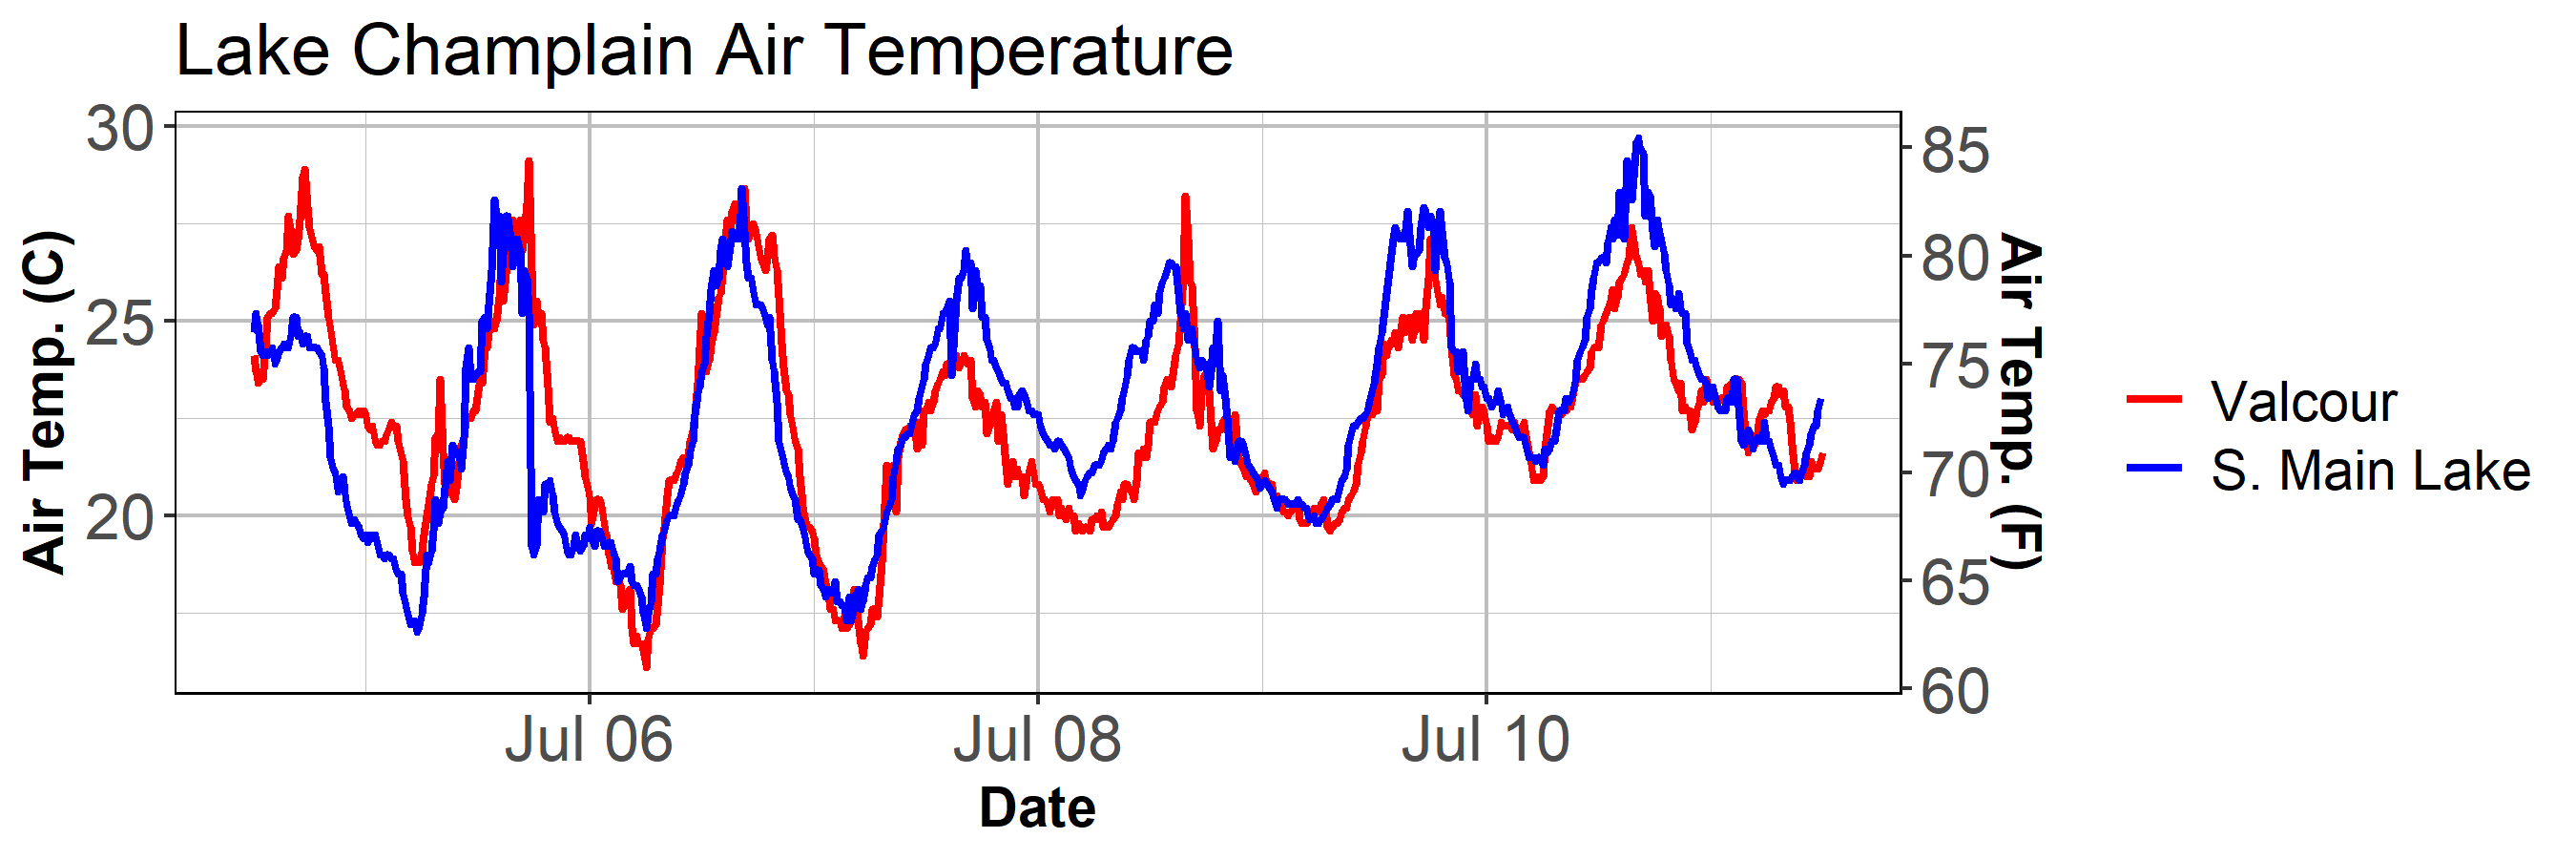 Lake Champlain Air Temperature
30
25
20
Air Temp. (C)
85
80
75
70
65
60
Air Temp. (F)
Jul 06
Jul 08
Jul 10
Date
Valcour
S. Main Lake